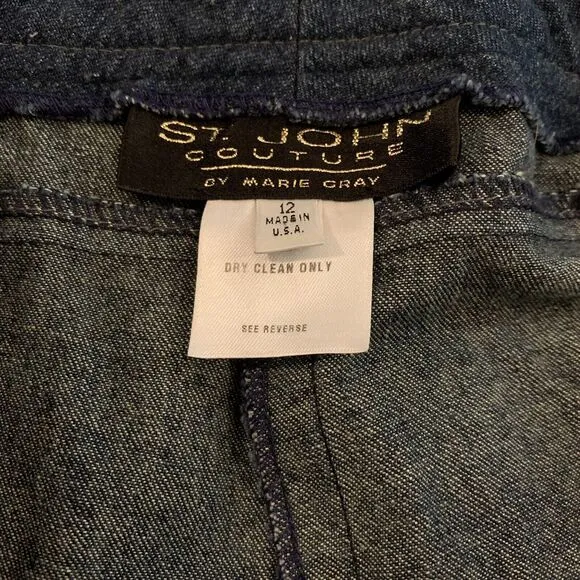 ST. JOHN
COUTURE
BY MARIE GRAY
12
MADE IN
U.S.A.
DRY CLEAN ONLY
SEE REVERSE